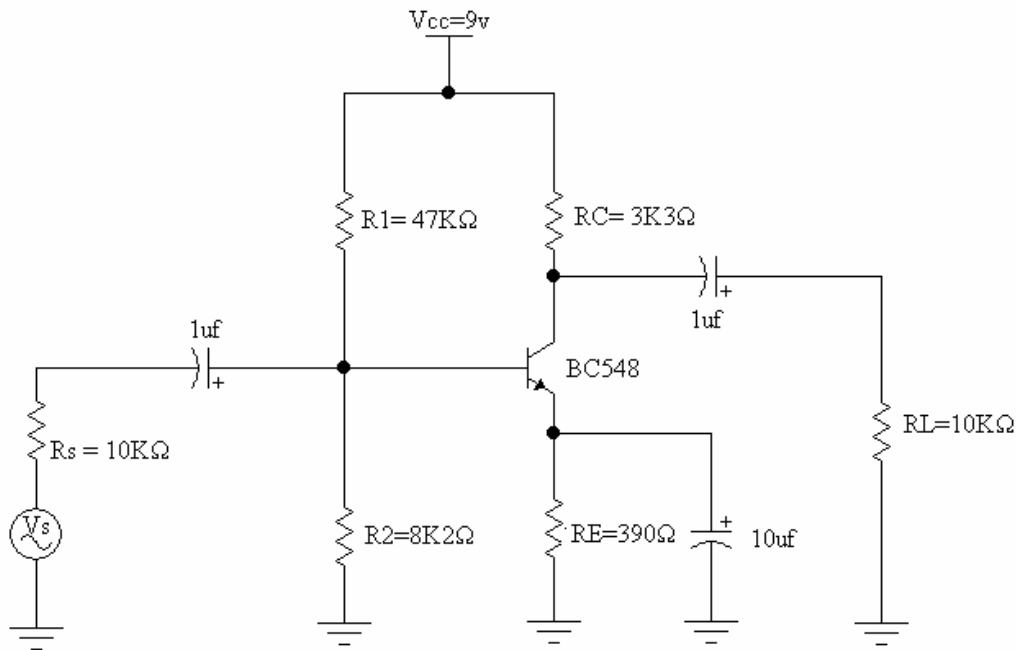 Vcc=9v
R1= 47KΩ
RC= 3K3Ω
1uf
+
1uf
+
BC548
Rs = 10KΩ
RL=10KΩ
Vs
R2=8K2Ω
RE=390Ω
+
10uf